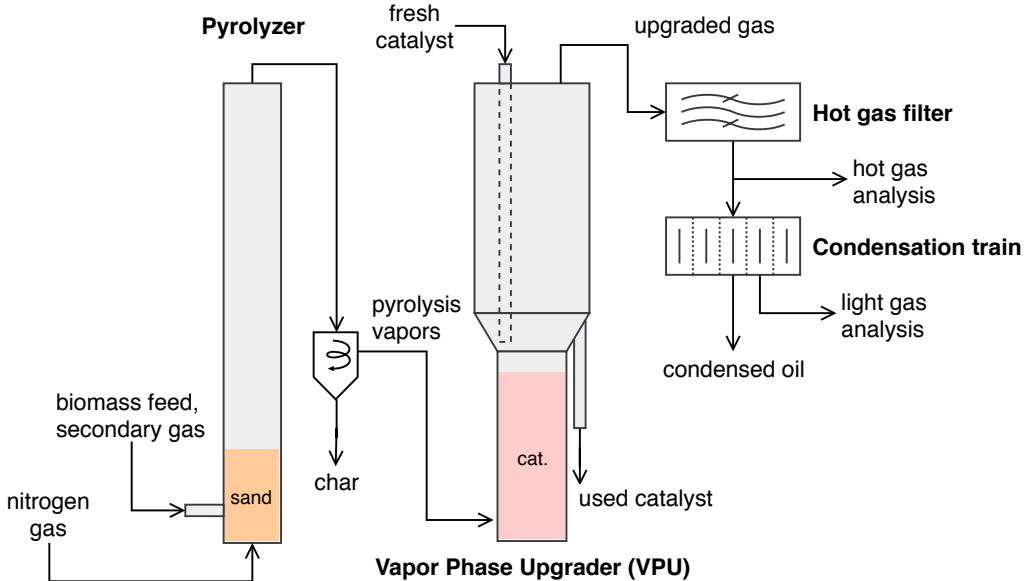 Pyrolyzer
fresh
catalyst
upgraded gas
Hot gas filter
hot gas
analysis
Condensation train
pyrolysis
vapors
light gas
analysis
condensed oil
biomass feed,
secondary gas
cat.
char
sand
nitrogen
gas
used catalyst
Vapor Phase Upgrader (VPU)